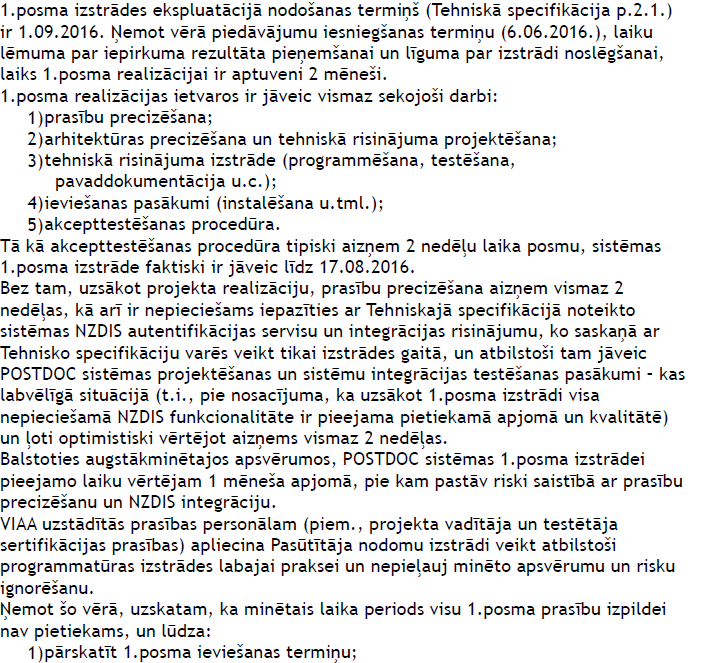 1.posma izstrādes ekspluatācijā nodošanas termiņš (Tehniskā specifikācija p.2.1.)
ir 1.09.2016. Ņemot vērā piedāvājumu iesniegšanas termiņu (6.06.2016.), laiku
lēmuma par iepirkuma rezultāta pieņemšanai un līguma par izstrādi noslēgšanai,
laiks 1.posma realizācijai ir aptuveni 2 mēneši.
1.posma realizācijas ietvaros ir jāveic vismaz sekojoši darbi:
1)prasību precizēšana;
2)arhitektūras precizēšana un tehniskā risinājuma projektēšana;
3)tehniskā risinājuma izstrāde (programmēšana, testēšana,
pavaddokumentācija u.c.);
4)ieviešanas pasākumi (instalēšana u.tml.);
5)akcepttestēšanas procedūra.
Tā kā akcepttestēšanas procedūra tipiski aizņem 2 nedēļu laika posmu, sistēmas
1.posma izstrāde faktiski ir jāveic līdz 17.08.2016.
Bez tam, uzsākot projekta realizāciju, prasību precizēšana aizņem vismaz 2
nedēļas, kā arī ir nepieciešams iepazīties ar Tehniskajā specifikācijā noteikto
sistēmas NZDIS autentifikācijas servisu un integrācijas risinājumu, ko saskaņā ar
Tehnisko specifikāciju varēs veikt tikai izstrādes gaitā, un atbilstoši tam jāveic
POSTDOC sistēmas projektēšanas un sistēmu integrācijas testēšanas pasākumi - kas
labvēlīgā situācijā (t.i., pie nosacījuma, ka uzsākot 1.posma izstrādi visa
nepieciešamā NZDIS funkcionalitāte ir pieejama pietiekamā apjomā un kvalitātē)
un ļoti optimistiski vērtējot aizņems vismaz 2 nedēļas.
Balstoties augstākminētajos apsvērumos, POSTDOC sistēmas 1.posma izstrādei
pieejamo laiku vērtējam 1 mēneša apjomā, pie kam pastāv riski saistībā ar prasību
precizēšanu un NZDIS integrāciju.
VIAA uzstādītās prasības personālam (piem., projekta vadītāja un testētāja
sertifikācijas prasības) apliecina Pasūtītāja nodomu izstrādi veikt atbilstoši
programmatūras izstrādes labajai praksei un nepieļauj minēto apsvērumu un risku
ignorēšanu.
Ņemot šo vērā, uzskatam, ka minētais laika periods visu 1.posma prasību izpildei
nav pietiekams, un lūdza:
1)pārskatīt 1.posma ieviešanas termiņu;